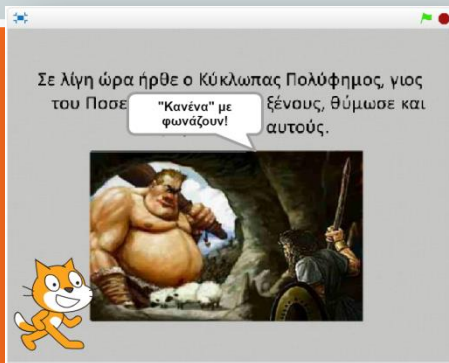 Σε λίγη ώρα ήρθε ο Κύκλωπας Πολύφημος, γιος
του Ποσε ξένους, θύμωσε και
αυτούς.
"Κανένα" με
φωνάζουν!